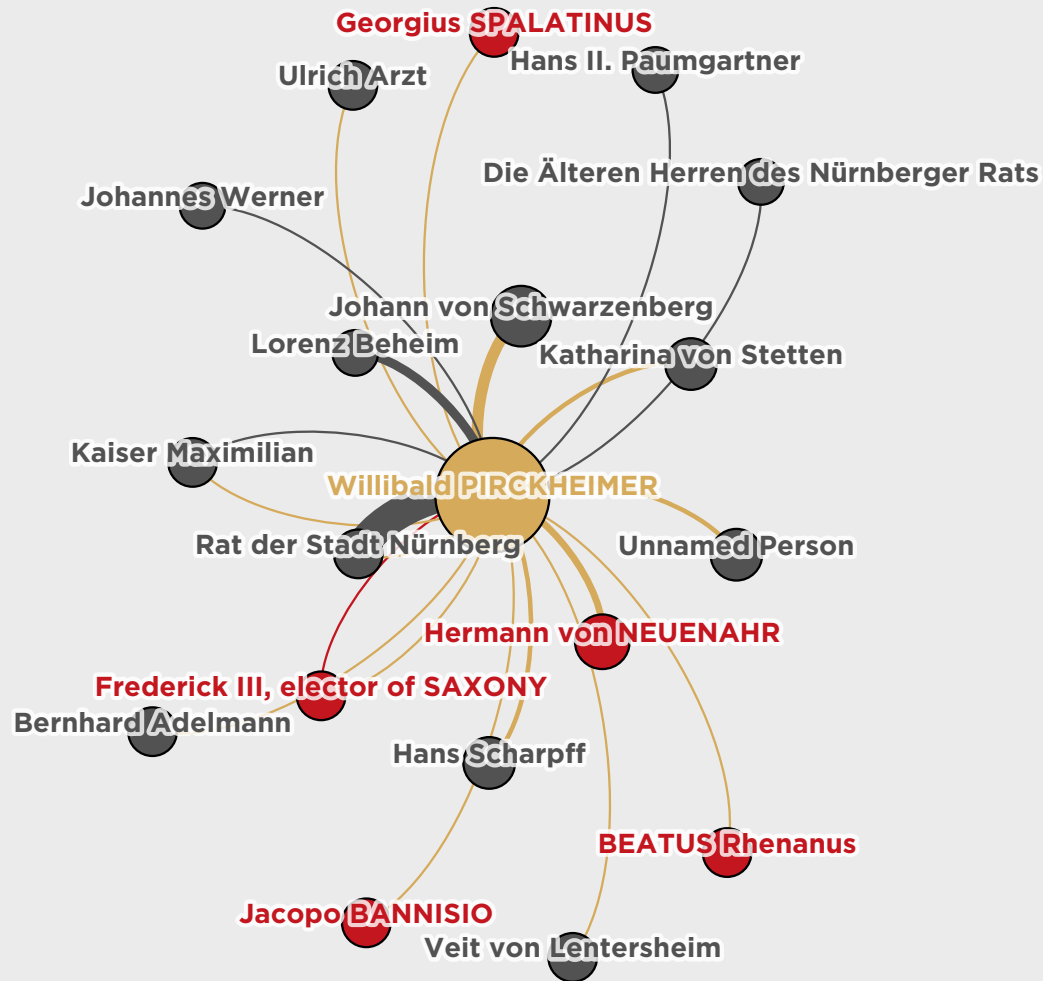 Georgius SPALATINUS
Hans II. Paumgartner
Ulrich Arzt
Die Älteren Herren des Nürnberger Rats
Johannes Werner
Johann von Schwarzenberg
Lorenz Beheim
Katharina von Stetten
Kaiser Maximilian
Willibald PIRCKHEIMER
Rat der Stadt Nürnberg
Unnamed Person
Hermann von NEUENAHR
Frederick III, elector of SAXONY
Bernhard Adelmann
Hans Scharpff
BEATUS Rhenanus
Jacopo BANNISIO
Veit von Lentersheim